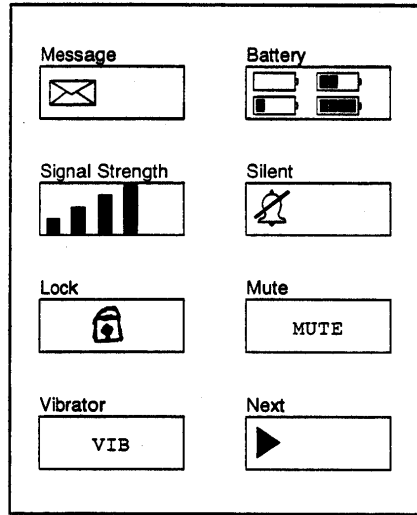 Message
Battery
Signal Strength
Silent
Lock
Mute
MUTE
Vibrator
VIB
Next